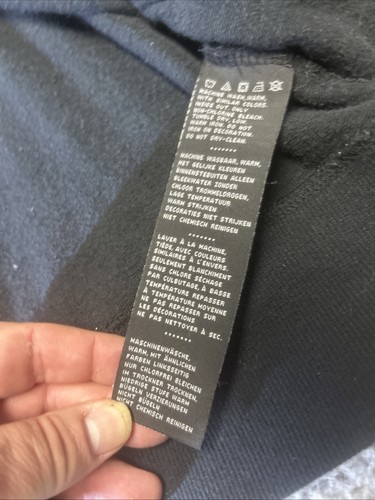 MACHINE WASH, WARM,
WITH SIMILAR COLORS.
INSIDE OUT. ONLY
NON-CHLORINE BLEACH.
TUMBLE DRY, LOW.
WARM IRON. DO NOT
IRON ON DECORATION.
DO NOT DRY-CLEAN.
•••••••
MACHINE WASBAAR, WARM,
MET GELIJKE KLEUREN
BINNENSTEBUITEN ALLEEN
BLEEKWATER ZONDER
CHLOOR TROMMELDROGEN,
LAGE TEMPERATUUR
WARM STRIJKEN
DECORATIES NIET STRIJKEN
NIET CHEMISCH REINIGEN
•••••••
LAVER À LA MACHINE,
TIÈDE, AVEC COULEURS
SIMILAIRES À L'ENVERS.
SEULEMENT BLANCHIMENT
SANS CHLORE SÉCHAGE
PAR CULBUTAGE, À BASSE
TEMPÉRATURE REPASSER
À TEMPÉRATURE MOYENNE
NE PAS REPASSER SUR
LES DÉCORATIONS
NE PAS NETTOYER À SEC.
•••••••
MASCHINENWÄSCHE,
WARM, MIT ÄHNLICHEN
FARBEN LINKSSEITIG
NUR CHLORFREI BLEICHEN
IM TROCKNER TROCKNEN,
NIEDRIGE STUFE WARM
BÜGELN VERZIERUNGEN
NICHT BÜGELN
NICHT CHEMISCH REINIGEN